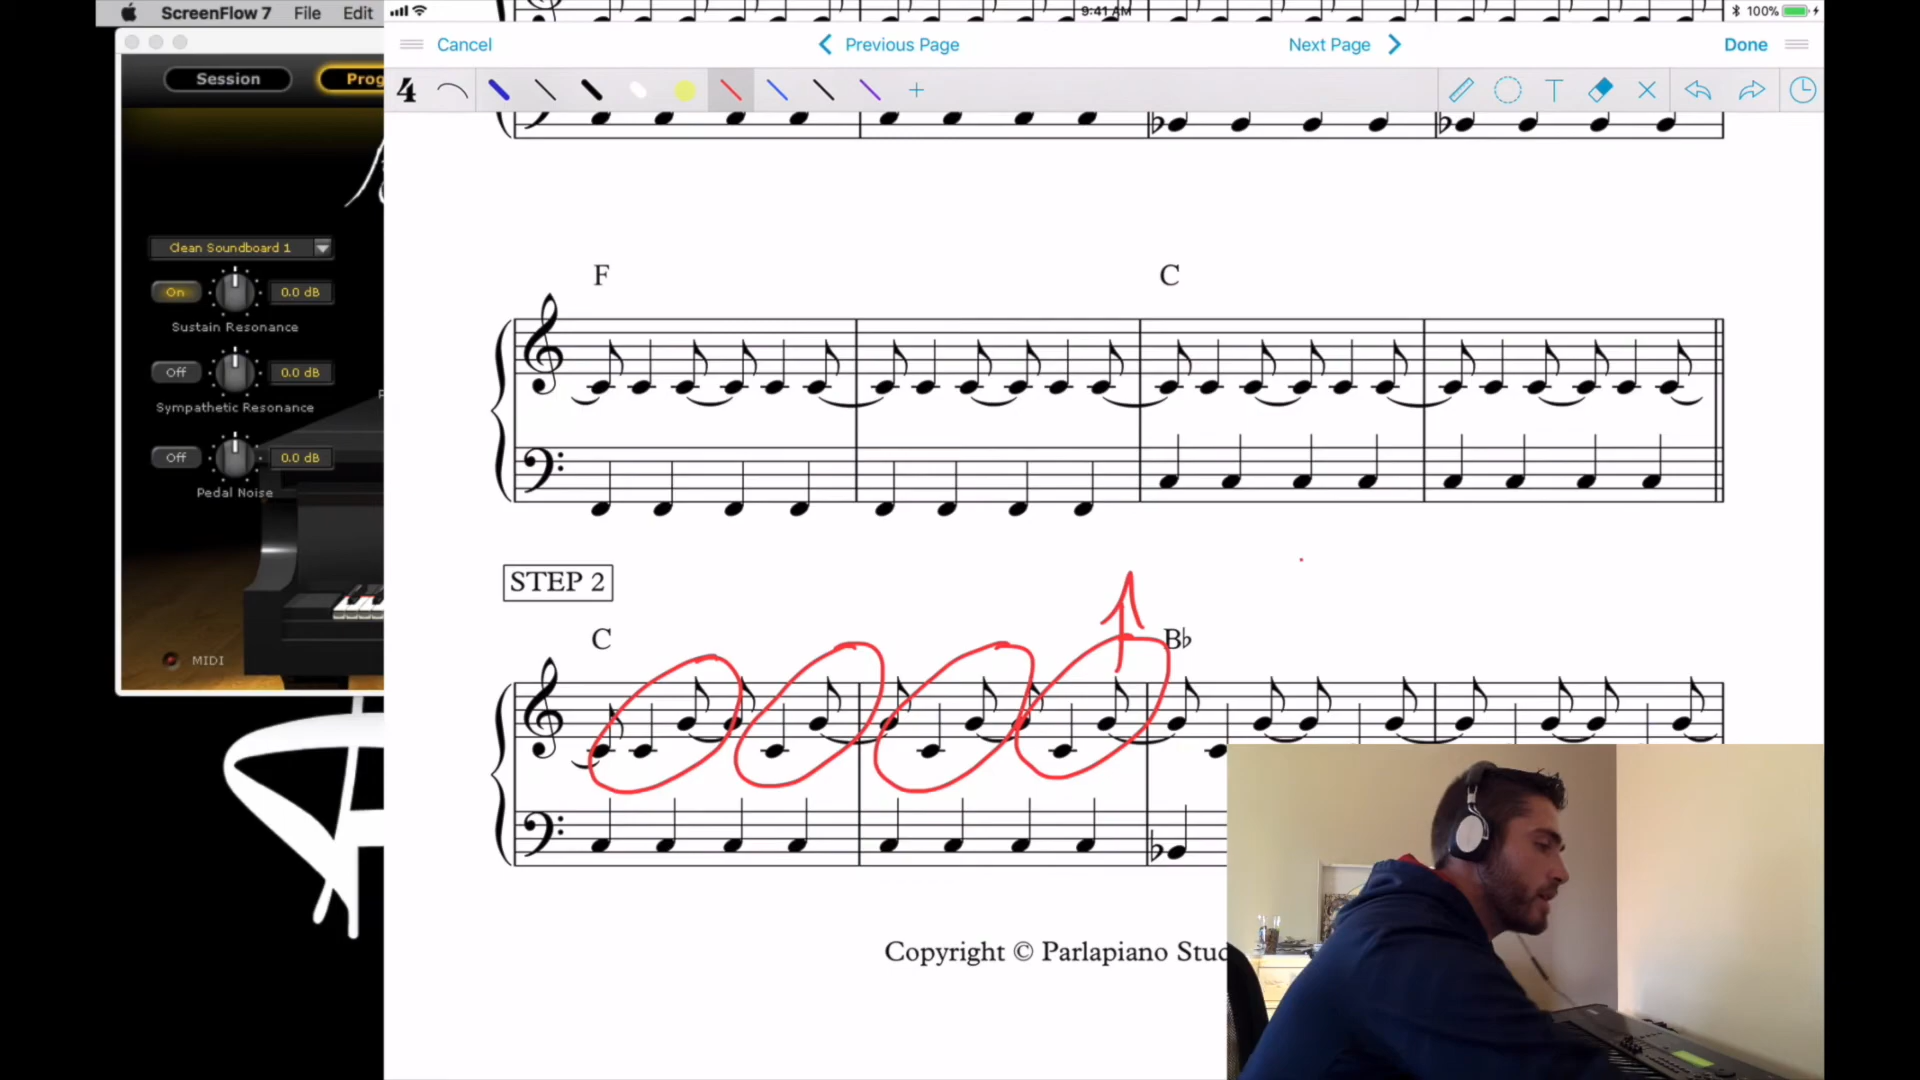 ScreenFlow 7 File Edit
9:41 AM
100%
Cancel
Previous Page
Next Page
Done
Session
4
T
F
C
Clean Soundboard 1
On
0.0 dB
Sustain Resonance
Off
0.0 dB
Sympathetic Resonance
Off
0.0 dB
Pedal Noise
STEP 2
C
B♭
MIDI
Copyright © Parlapiano